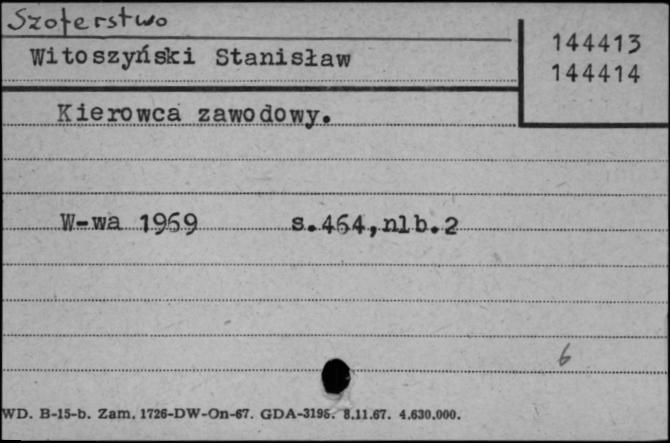 Szoferstwo
Witoszyński Stanisław
144413
144414
Kierowca zawodowy.
W-wa 1969 s.464,nlb.2
6
WD. B-15-b. Zam. 1726-DW-On-67. GDA-3195. 8.11.67. 4.630.000.